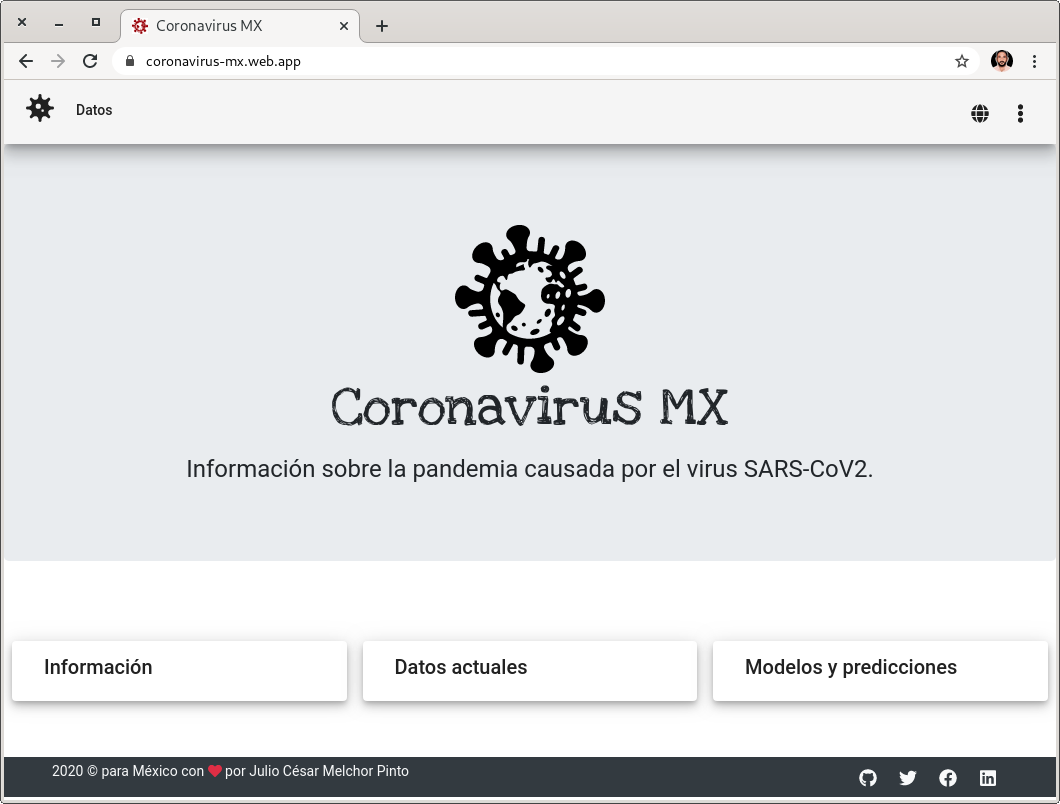 Coronavirus MX
coronavirus-mx.web.app
Datos
Coronavirus MX
Información sobre la pandemia causada por el virus SARS-CoV2.
Información
Datos actuales
Modelos y predicciones
2020 © para México con ❤ por Julio César Melchor Pinto